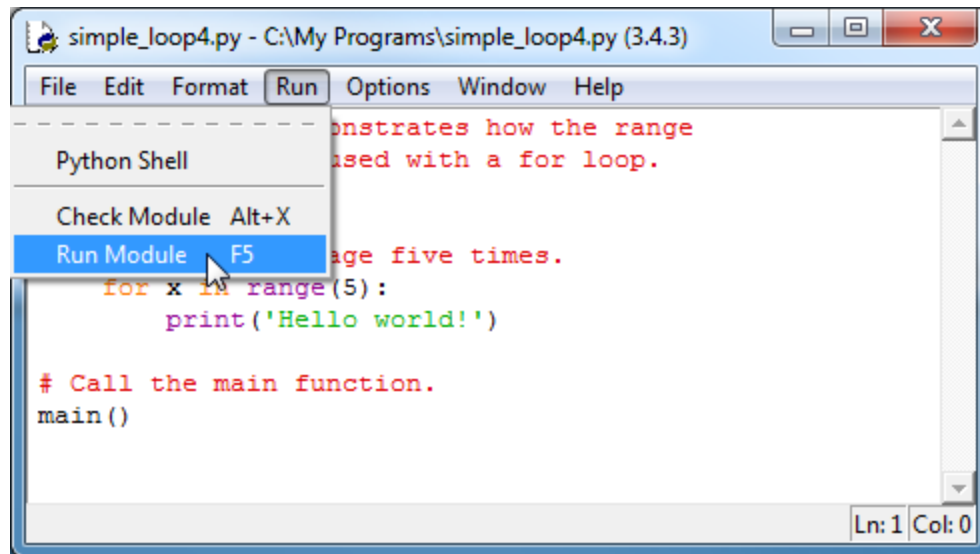 simple_loop4.py - C:\My Programs\simple_loop4.py (3.4.3)
File Edit Format Run Options Window Help
onstrates how the range
Python Shell
used with a for loop.
Check Module Alt+X
Run Module F5
age five times.
for x in range(5):
print('Hello world!')
# Call the main function.
main()
Ln: 1 Col: 0